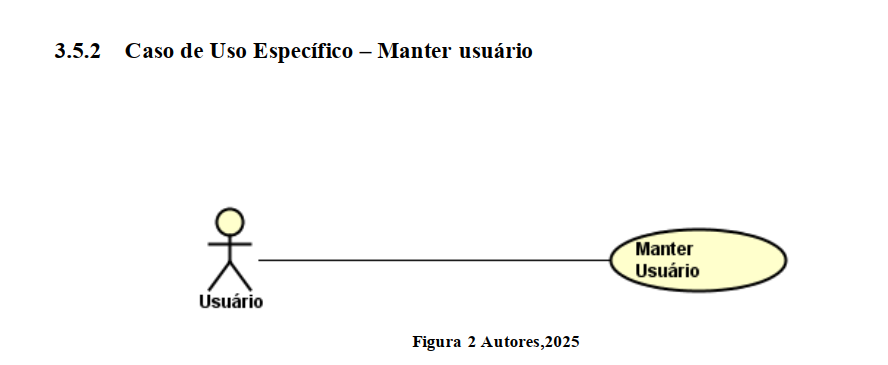 3.5.2 Caso de Uso Específico – Manter usuário
Manter
Usuário
Usuário
Figura 2 Autores,2025